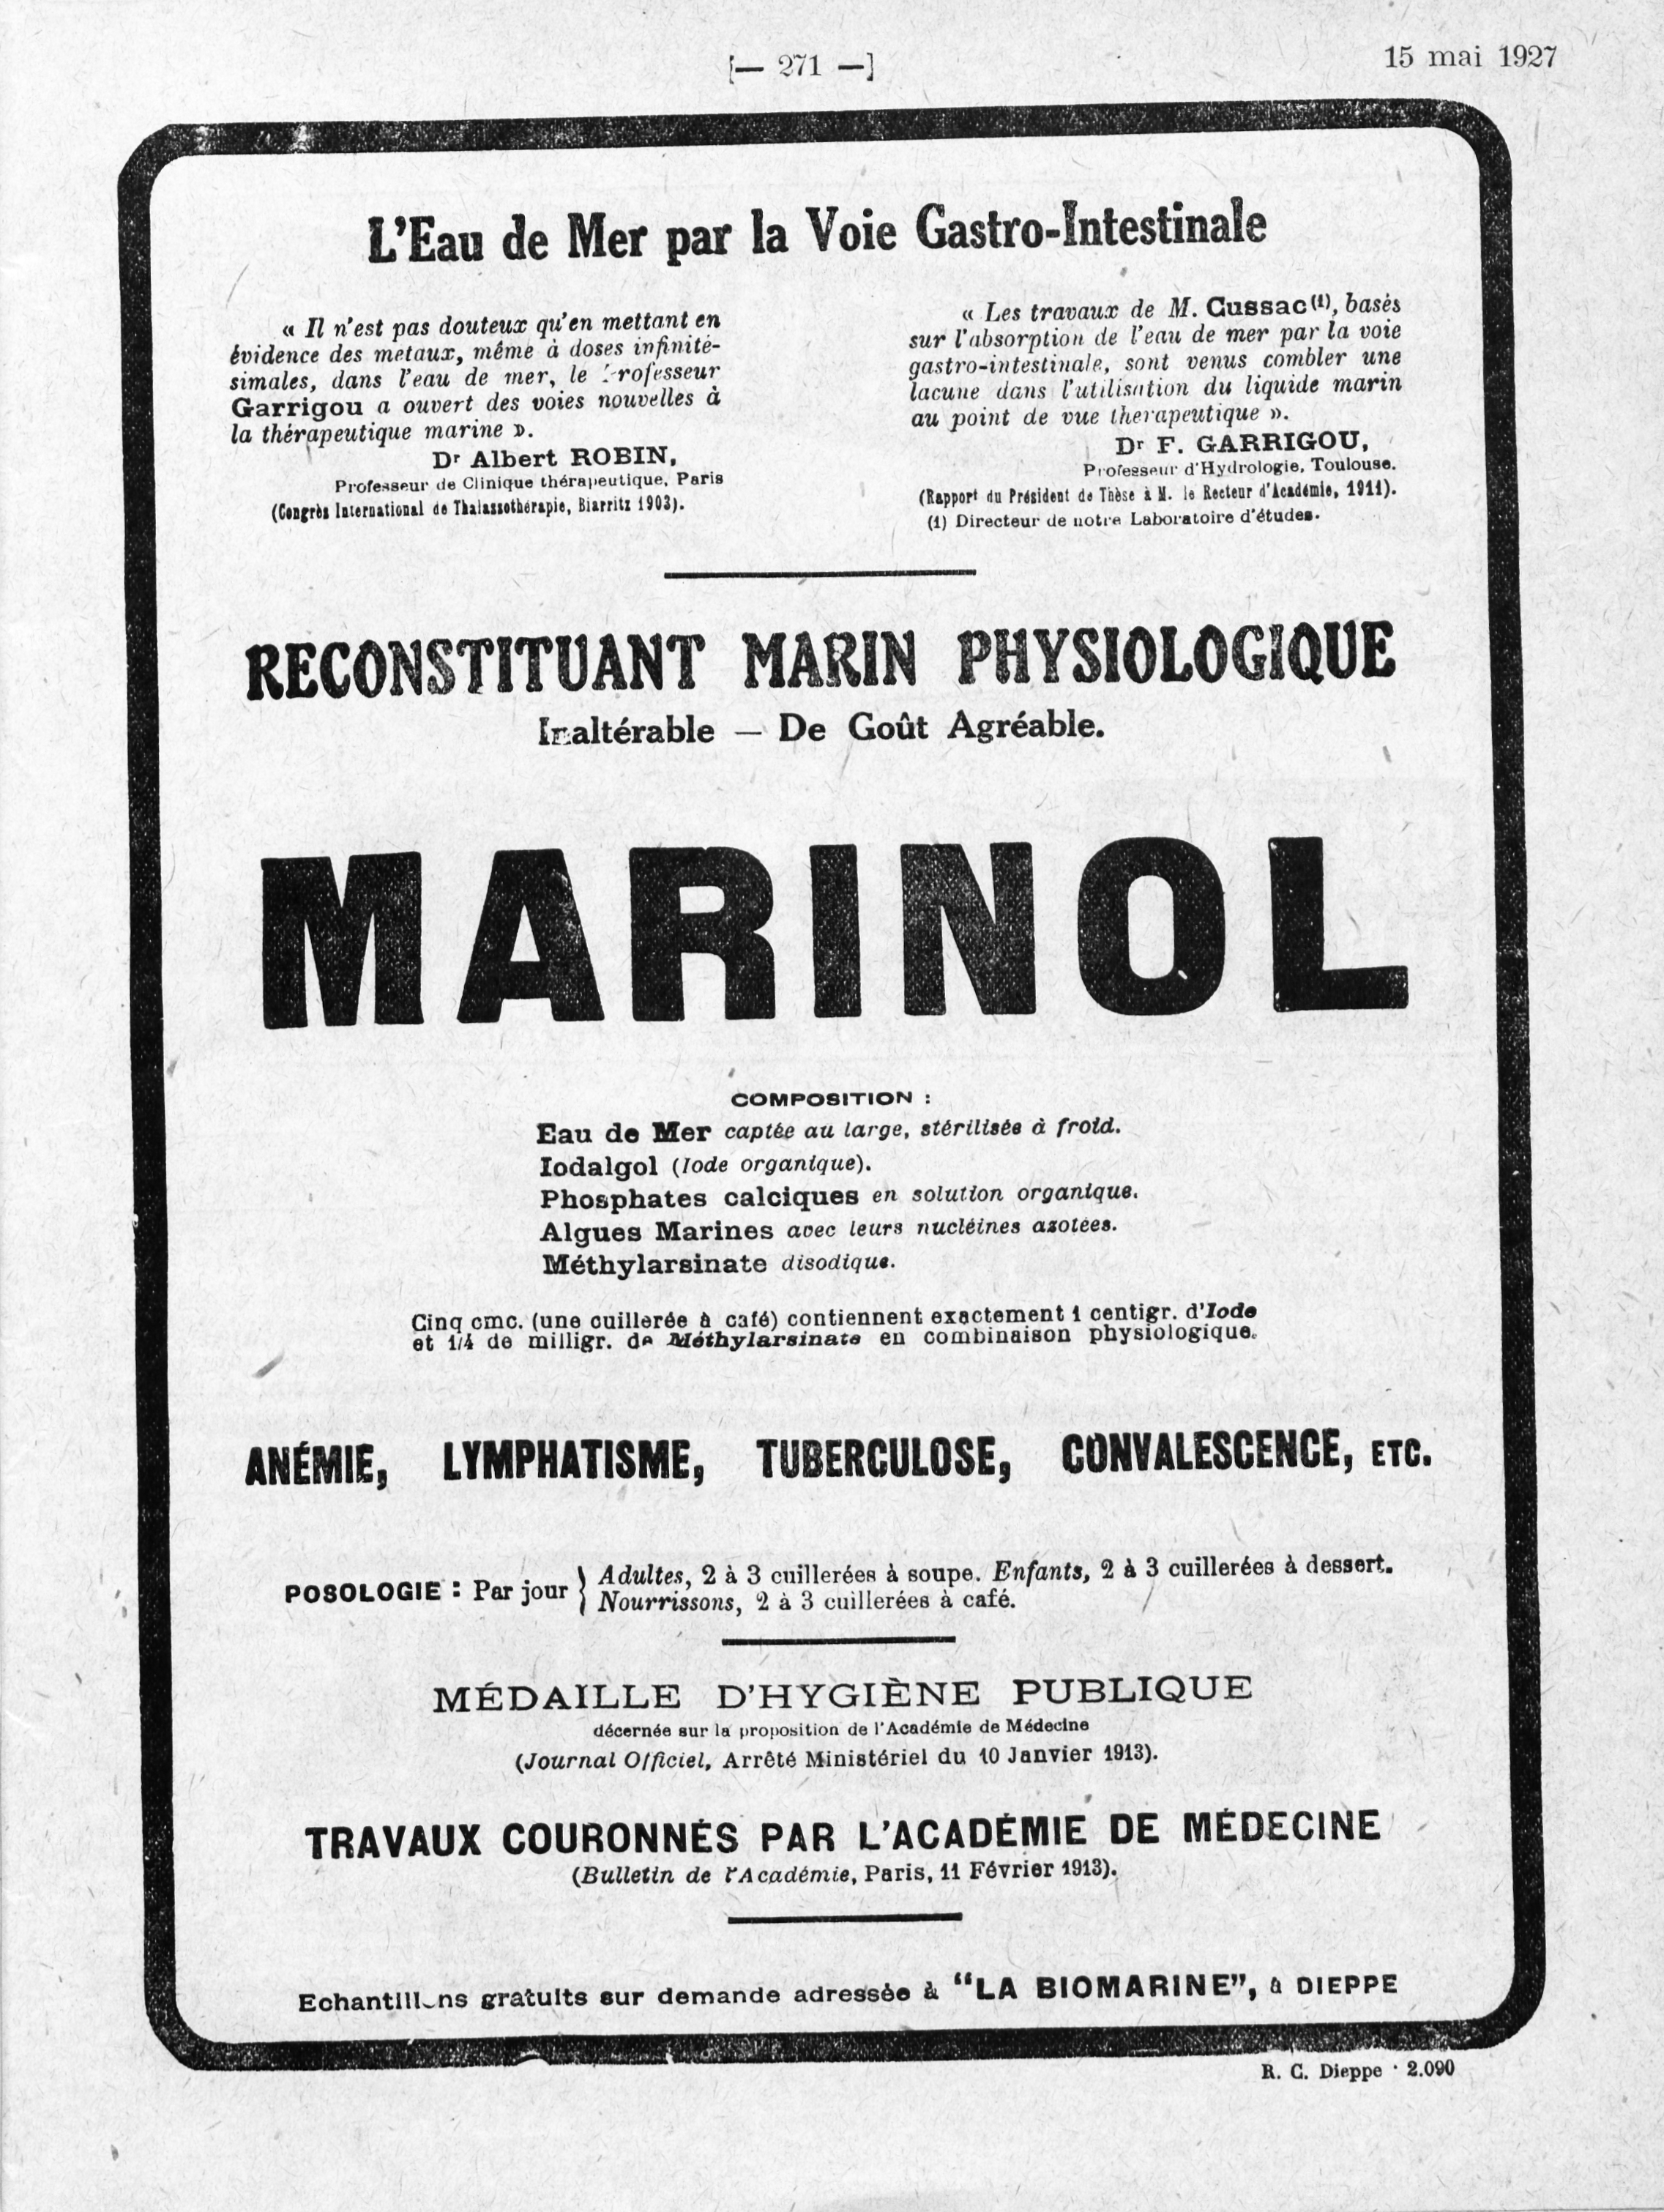 [— 271 —]
15 mai 1927
L'Eau de Mer par la Voie Gastro-Intestinale
« Il n'est pas douteux qu'en mettant en
évidence des metaux, même à doses infinité-
simales, dans l'eau de mer, le Professeur
Garrigou a ouvert des voies nouvelles à
la thérapeutique marine ».
Dr Albert ROBIN,
Professeur de Clinique thérapeutique, Paris
(Congrès International de Thalassothérapie, Biarritz 1903).
« Les travaux de M. Cussac (1), basés
sur l'absorption de l'eau de mer par la voie
gastro-intestinale, sont venus combler une
lacune dans l'utilisation du liquide marin
au point de vue therapeutique ».
Dr F. GARRIGOU,
Professeur d'Hydrologie, Toulouse.
(Rapport du Président de Thèse à M. le Recteur d'Académie, 1911).
(1) Directeur de notre Laboratoire d'études.
RECONSTITUANT MARIN PHYSIOLOGIQUE
Inaltérable — De Goût Agréable.
MARINOL
COMPOSITION :
Eau de Mer captée au large, stérilisée à froid.
Iodalgol (Iode organique).
Phosphates calciques en solution organique.
Algues Marines avec leurs nucléines azotées.
Méthylarsinate disodique.
Cinq cmc. (une cuillerée à café) contiennent exactement 1 centigr. d'Iode
et 1/4 de milligr. de Méthylarsinate en combinaison physiologique.
ANÉMIE, LYMPHATISME, TUBERCULOSE, CONVALESCENCE, ETC.
POSOLOGIE : Par jour } Adultes, 2 à 3 cuillerées à soupe. Enfants, 2 à 3 cuillerées à dessert.
Nourrissons, 2 à 3 cuillerées à café.
MÉDAILLE D'HYGIÈNE PUBLIQUE
décernée sur la proposition de l'Académie de Médecine
(Journal Officiel, Arrêté Ministériel du 10 Janvier 1913).
TRAVAUX COURONNÉS PAR L'ACADÉMIE DE MÉDECINE
(Bulletin de l'Académie, Paris, 11 Février 1913).
Echantillons gratuits sur demande adressée à "LA BIOMARINE", à DIEPPE
R. C. Dieppe · 2.090